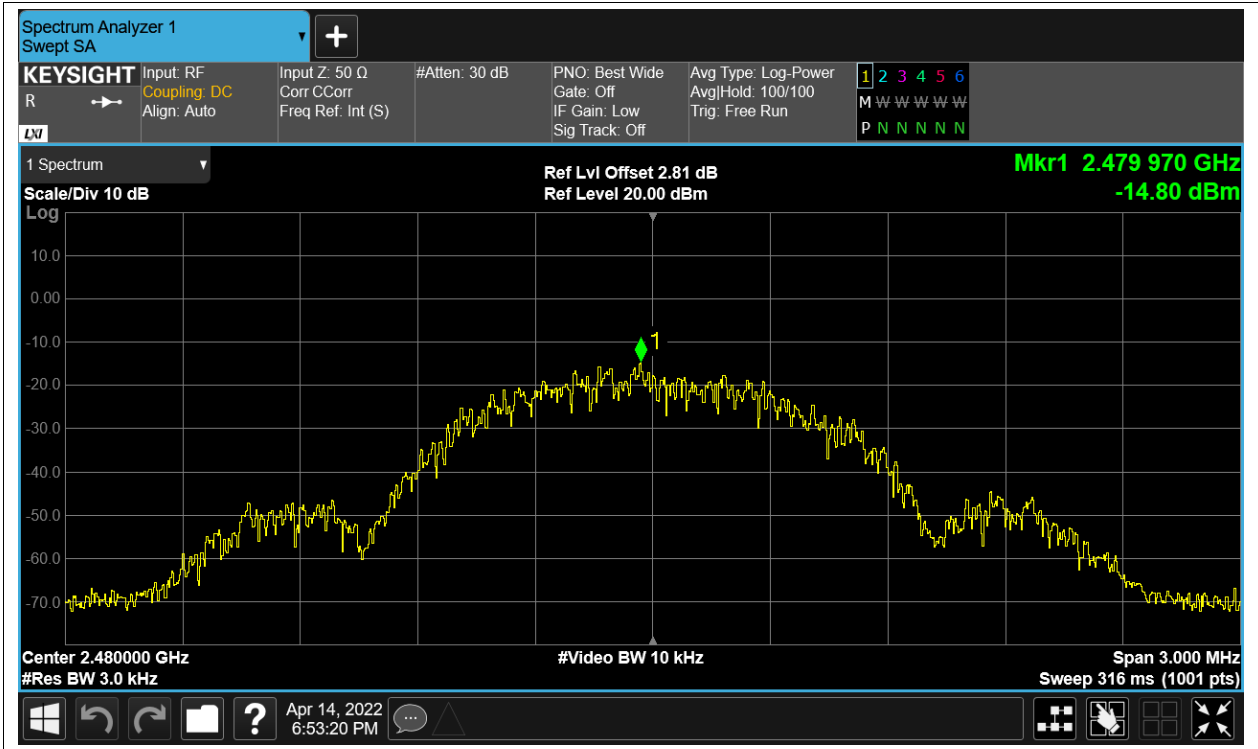 Spectrum Analyzer 1
Swept SA
+
KEYSIGHT
R
LXI
Input: RF
Coupling: DC
Align: Auto
Input Z: 50 Ω
Corr CCorr
Freq Ref: Int (S)
#Atten: 30 dB
PNO: Best Wide
Gate: Off
IF Gain: Low
Sig Track: Off
Avg Type: Log-Power
Avg|Hold: 100/100
Trig: Free Run
1 2 3 4 5 6
M W W W W W
P N N N N N
1 Spectrum
Scale/Div 10 dB
Log
Ref Lvl Offset 2.81 dB
Ref Level 20.00 dBm
Mkr1 2.479 970 GHz
-14.80 dBm
10.0
0.00
-10.0
-20.0
-30.0
-40.0
-50.0
-60.0
-70.0
1
Center 2.480000 GHz
#Res BW 3.0 kHz
#Video BW 10 kHz
Span 3.000 MHz
Sweep 316 ms (1001 pts)
?
Apr 14, 2022
6:53:20 PM
...